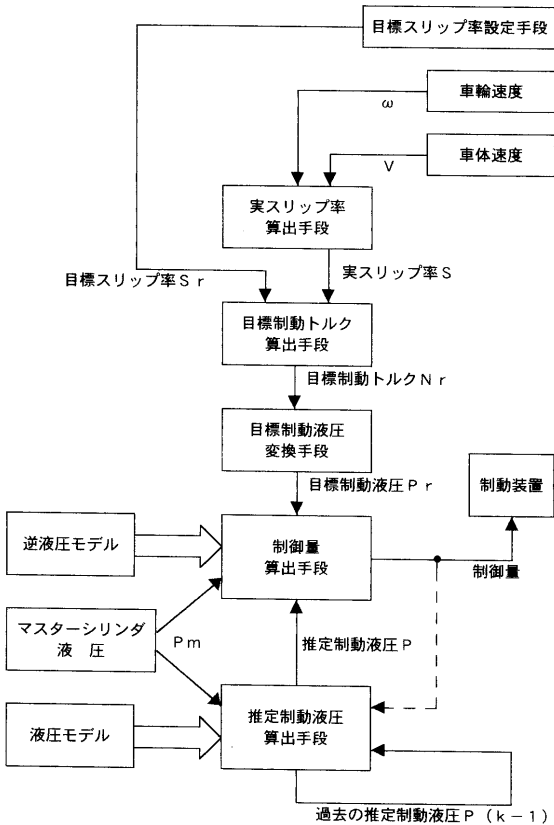 目標スリップ率設定手段
車輪速度
ω
車体速度
V
実スリップ率
算出手段
目標スリップ率Ｓｒ
実スリップ率Ｓ
目標制動トルク
算出手段
目標制動トルクＮｒ
目標制動液圧
変換手段
目標制動液圧Ｐｒ
制動装置
逆液圧モデル
制御量
算出手段
制御量
マスターシリンダ
液　圧
Ｐｍ
推定制動液圧Ｐ
液圧モデル
推定制動液圧
算出手段
過去の推定制動液圧Ｐ（ｋ－１）